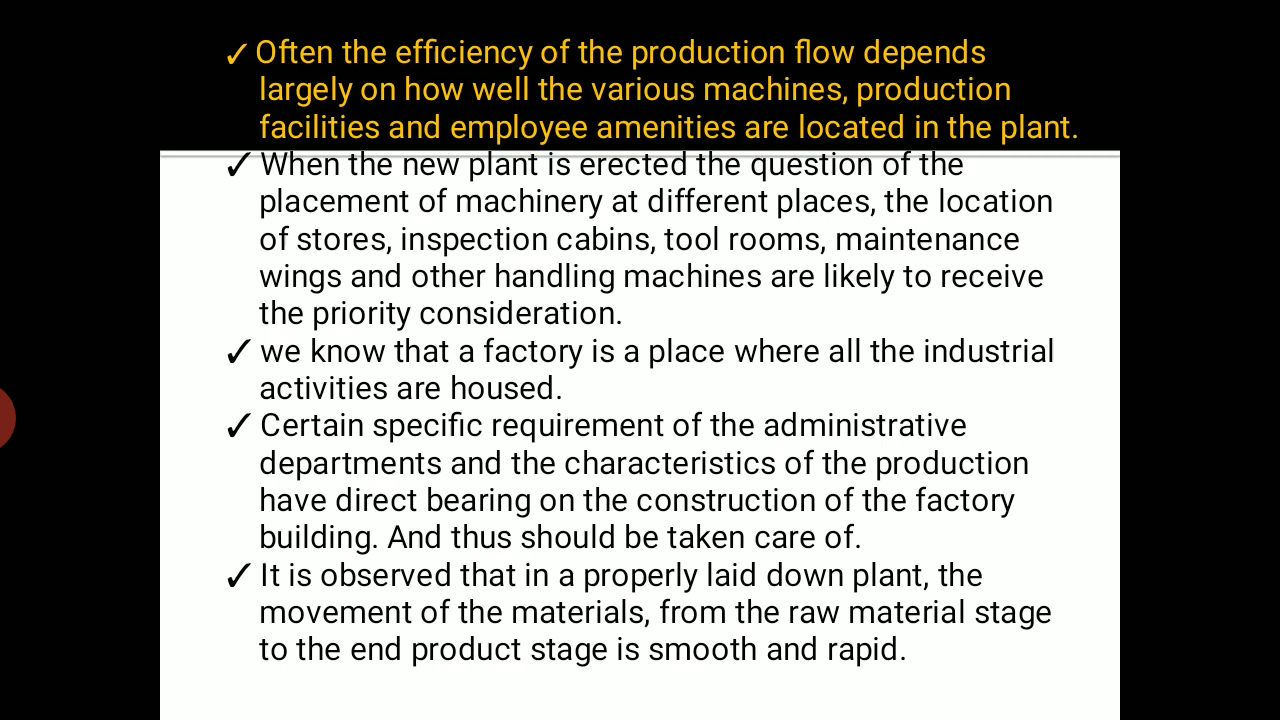 ✓ Often the efficiency of the production flow depends
largely on how well the various machines, production
facilities and employee amenities are located in the plant.
✓ When the new plant is erected the question of the
placement of machinery at different places, the location
of stores, inspection cabins, tool rooms, maintenance
wings and other handling machines are likely to receive
the priority consideration.
✓ we know that a factory is a place where all the industrial
activities are housed.
✓ Certain specific requirement of the administrative
departments and the characteristics of the production
have direct bearing on the construction of the factory
building. And thus should be taken care of.
✓ It is observed that in a properly laid down plant, the
movement of the materials, from the raw material stage
to the end product stage is smooth and rapid.